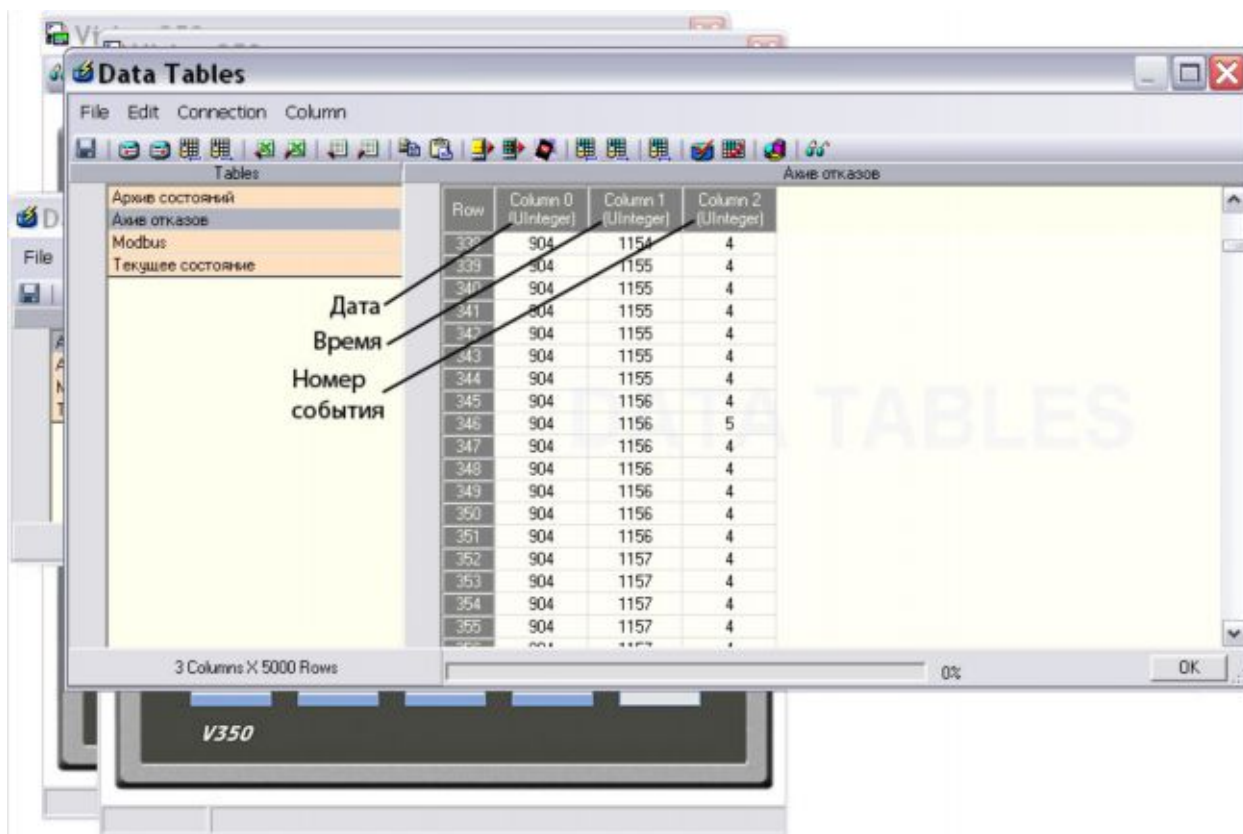 Data Tables
File Edit Connection Column
Tables
Ахив отказов
Архив состояний
Ахив отказов
Modbus
Текущее состояние
Row Column 0 (UInteger) Column 1 (UInteger) Column 2 (UInteger)
338 904 1154 4
339 904 1155 4
340 904 1155 4
341 904 1155 4
342 904 1155 4
343 904 1155 4
344 904 1155 4
345 904 1156 4
346 904 1156 5
347 904 1156 4
348 904 1156 4
349 904 1156 4
350 904 1156 4
351 904 1156 4
352 904 1157 4
353 904 1157 4
354 904 1157 4
355 904 1157 4
Дата
Время
Номер
события
DATA TABLES
3 Columns X 5000 Rows
0%
OK
File
V350